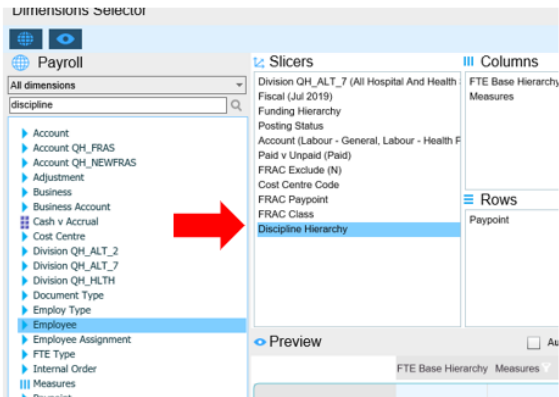 Dimensions Selector
Payroll
All dimensions
discipline
Account
Account QH_FRAS
Account QH_NEWFRAS
Adjustment
Business
Business Account
Cash v Accrual
Cost Centre
Division QH_ALT_2
Division QH_ALT_7
Division QH_HLTH
Document Type
Employ Type
Employee
Employee Assignment
FTE Type
Internal Order
Measures
Paypoint
Slicers
Division QH_ALT_7 (All Hospital And Health
Fiscal (Jul 2019)
Funding Hierarchy
Posting Status
Account (Labour - General, Labour - Health F
Paid v Unpaid (Paid)
FRAC Exclude (N)
Cost Centre Code
FRAC Paypoint
FRAC Class
Discipline Hierarchy
Columns
FTE Base Hierarchy
Measures
Rows
Paypoint
Preview
Au
FTE Base Hierarchy Measures